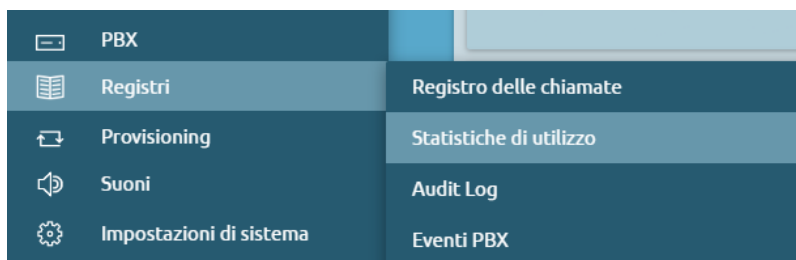 PBX
Registri
Provisioning
Suoni
Impostazioni di sistema
Registro delle chiamate
Statistiche di utilizzo
Audit Log
Eventi PBX